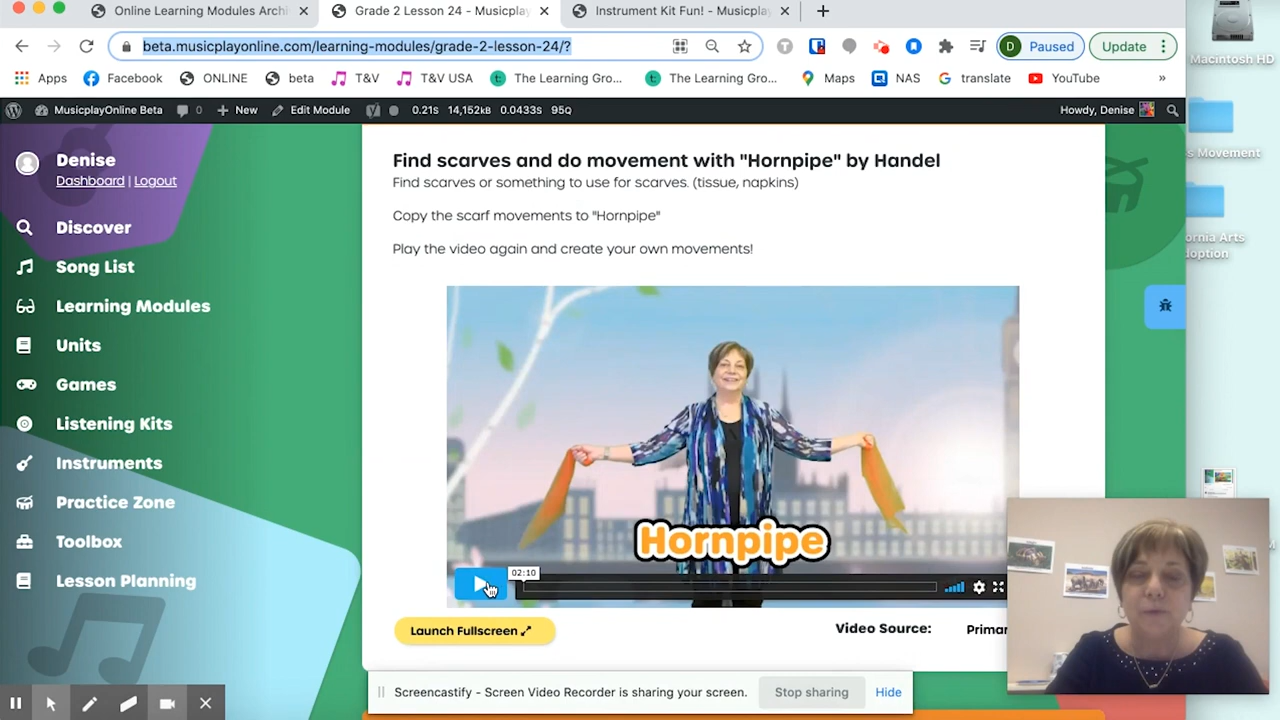 Online Learning Modules Archi
Grade 2 Lesson 24 - Musicplay
Instrument Kit Fun! - Musicplay
beta.musicplayonline.com/learning-modules/grade-2-lesson-24/?
D Paused
Update
Apps
Facebook
ONLINE
beta
T&V
T&V USA
The Learning Gro...
The Learning Gro...
Maps
NAS
translate
YouTube
»
Macintosh HD
MusicplayOnline Beta
0
New
Edit Module
0.21s
14,152kB
0.0433s
95Q
Howdy, Denise
s Movement
ornia Arts
doption
Denise
Dashboard | Logout
Discover
Song List
Learning Modules
Units
Games
Listening Kits
Instruments
Practice Zone
Toolbox
Lesson Planning
Find scarves and do movement with "Hornpipe" by Handel
Find scarves or something to use for scarves. (tissue, napkins)
Copy the scarf movements to "Hornpipe"
Play the video again and create your own movements!
Hornpipe
02:10
Launch Fullscreen
Video Source:
Primar
Screencastify - Screen Video Recorder is sharing your screen.
Stop sharing
Hide